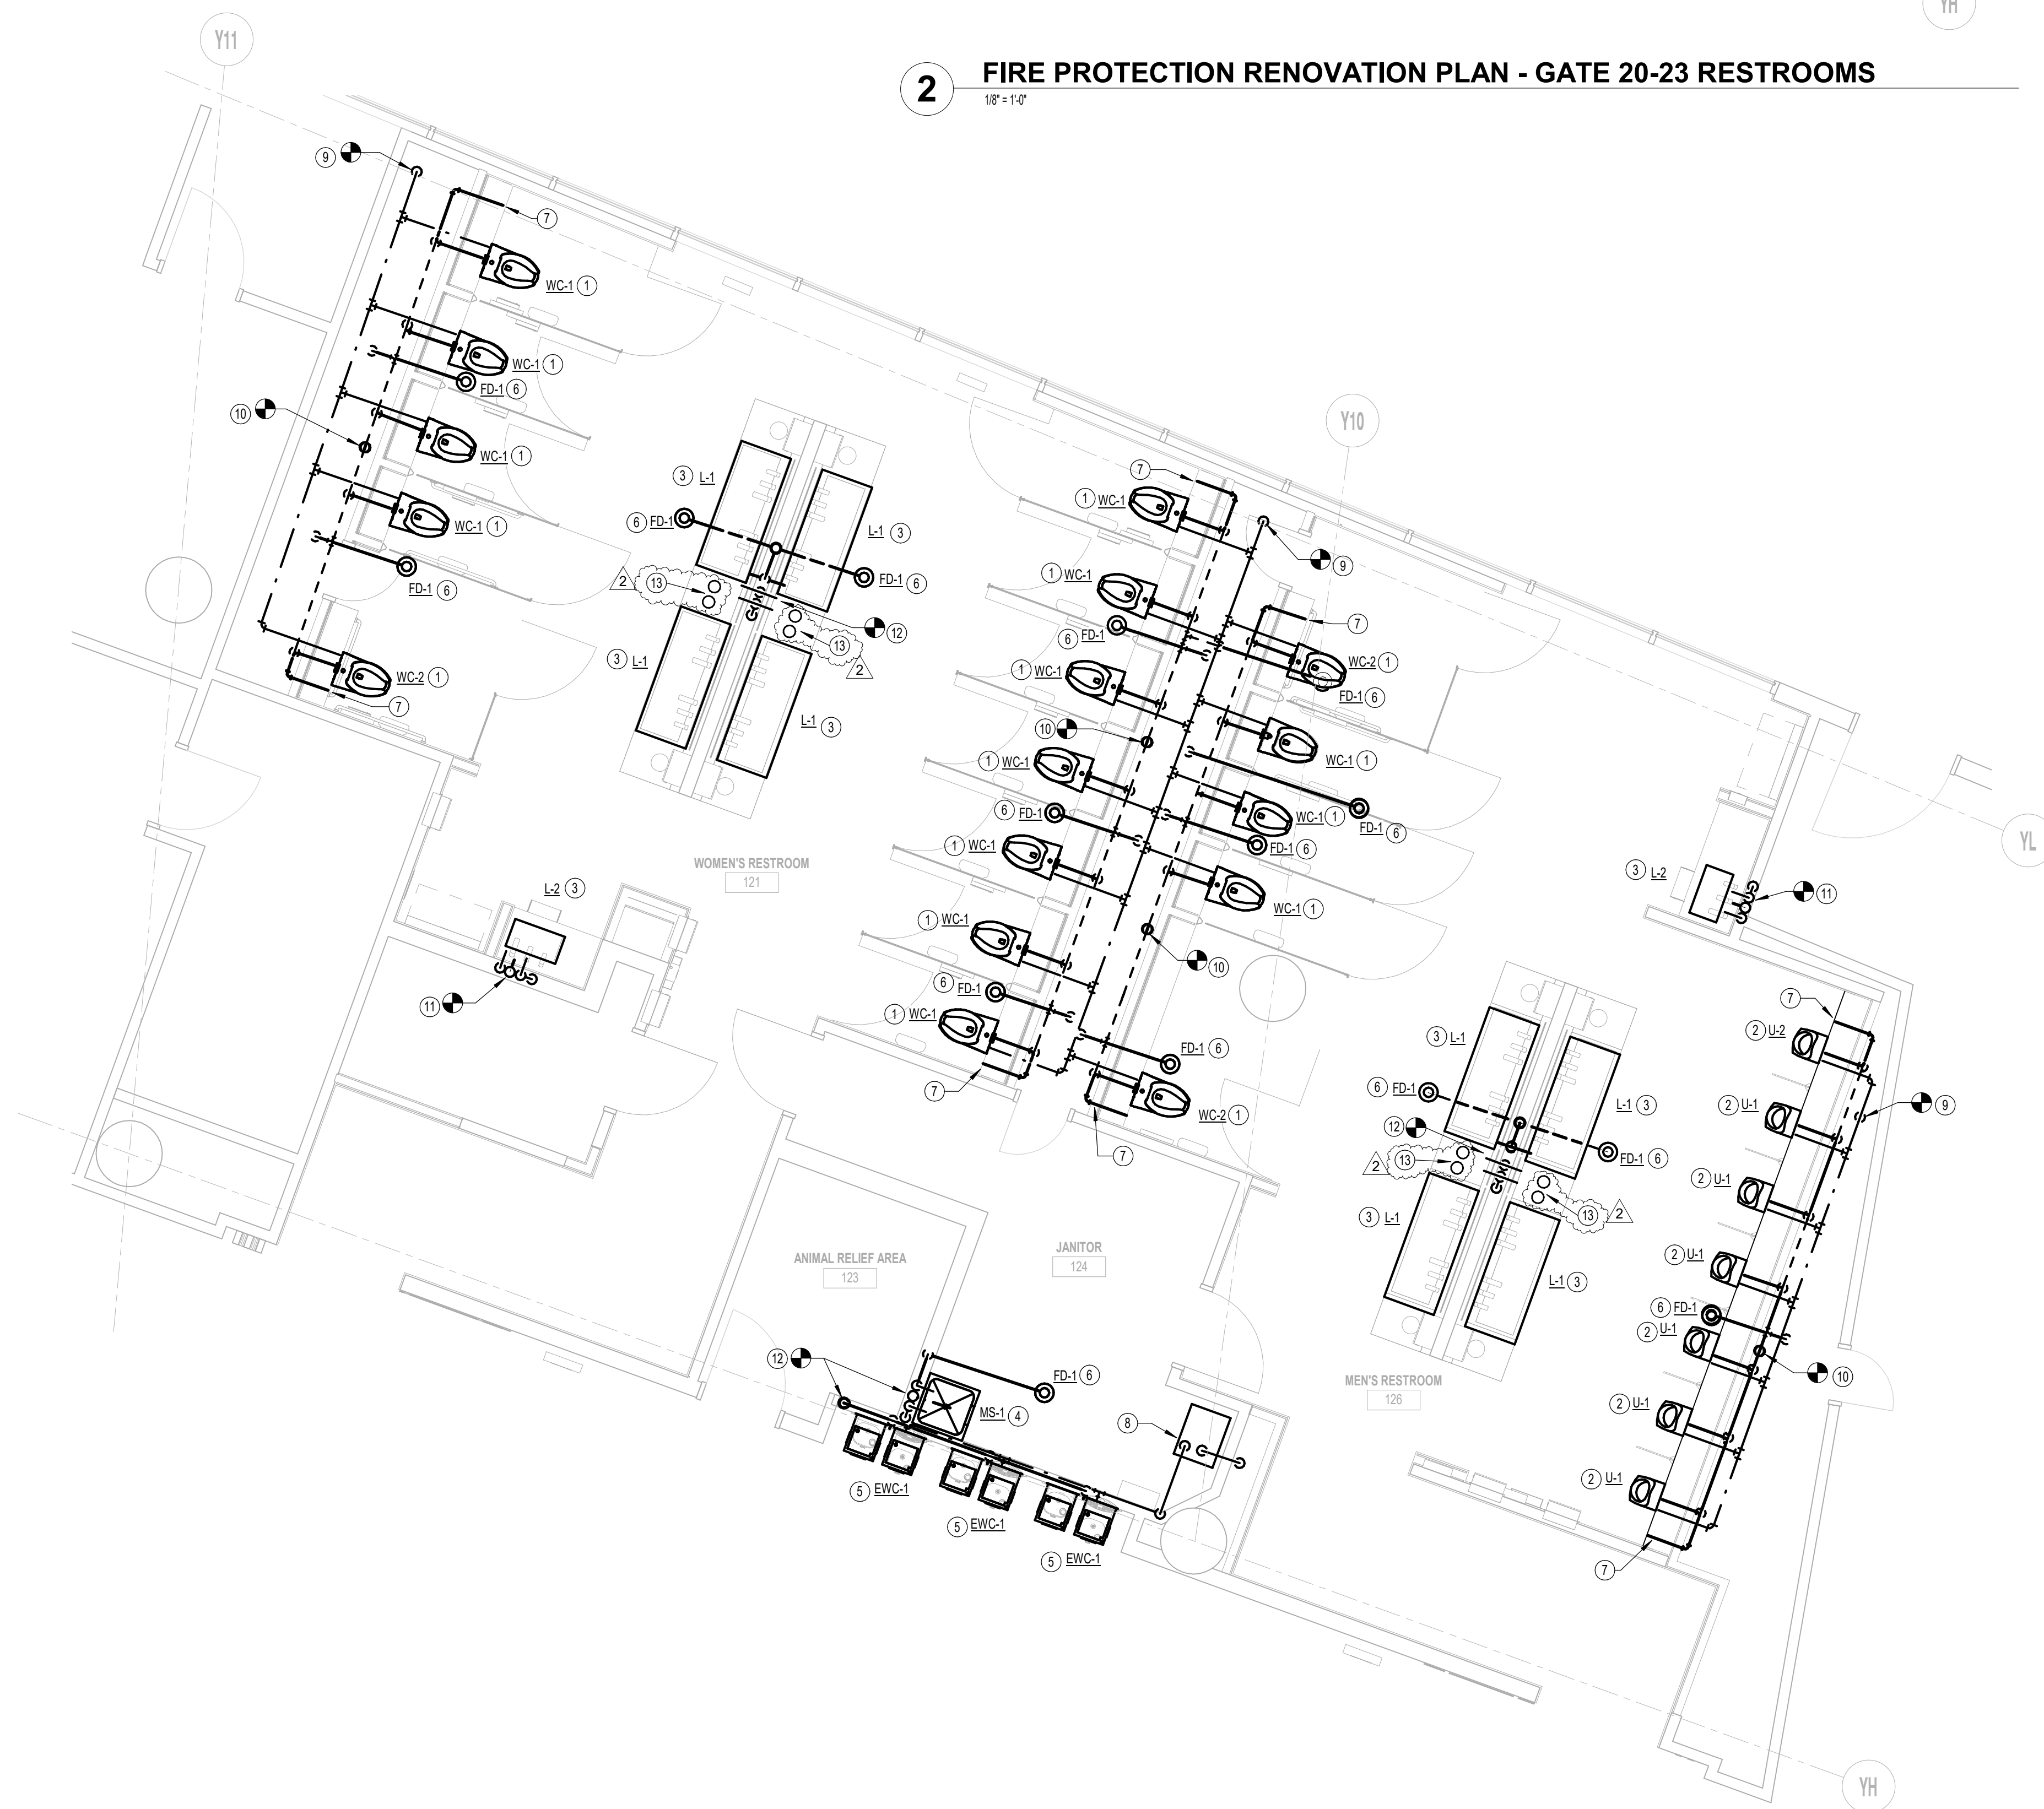 YH
Y11
2
FIRE PROTECTION RENOVATION PLAN - GATE 20-23 RESTROOMS
1/8" = 1'-0"
9
7
WC-1 1
WC-1 1
FD-1 6
10
WC-1 1
WC-1 1
FD-1 6
WC-2 1
7
3 L-1
L-1 3
6 FD-1
FD-1 6
2
13
12
13
2
3 L-1
L-1 3
Y10
7
1 WC-1
9
1 WC-1
6 FD-1
7
WC-2 1
FD-1 6
1 WC-1
10
WC-1 1
1 WC-1
6 FD-1
WC-1 1
FD-1 6
FD-1 6
1 WC-1
WC-1 1
1 WC-1
10
6 FD-1
1 WC-1
FD-1 6
7
WC-2 1
7
YL
3 L-2
11
WOMEN'S RESTROOM
121
L-2 3
11
7
2 U-2
3 L-1
6 FD-1
L-1 3
2 U-1
9
12
2
13
FD-1 6
2 U-1
13
2
3 L-1
L-1 3
2 U-1
6 FD-1
2 U-1
10
2 U-1
2 U-1
7
ANIMAL RELIEF AREA
123
JANITOR
124
12
FD-1 6
MS-1 4
8
MEN'S RESTROOM
126
5 EWC-1
5 EWC-1
5 EWC-1
YH